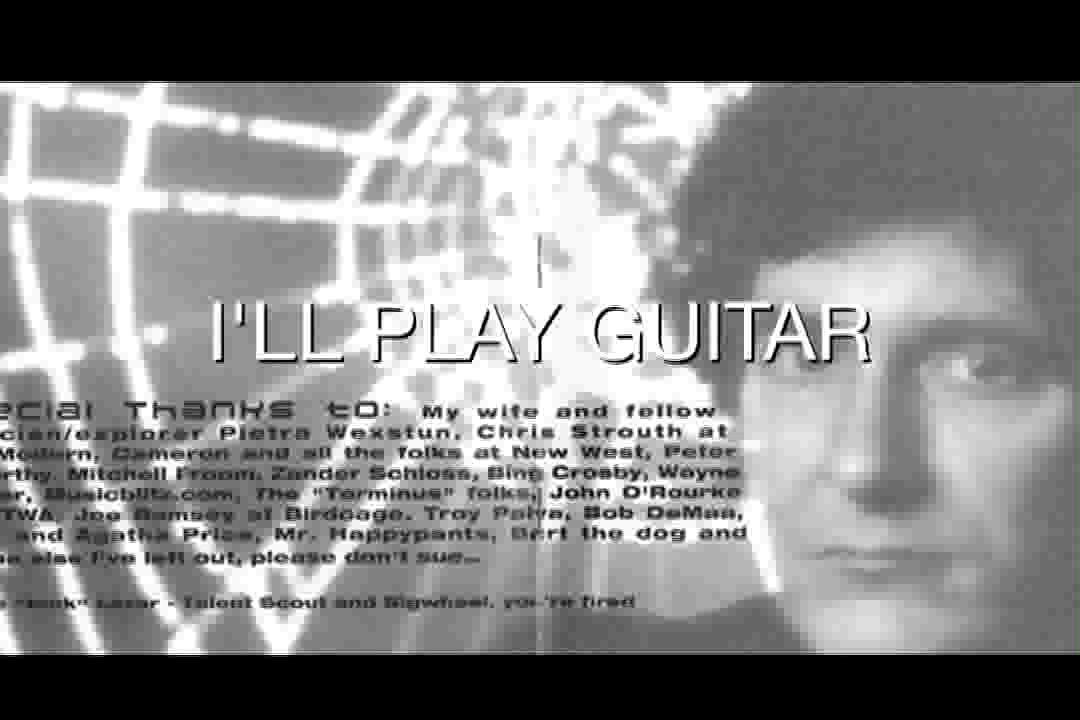 I'LL PLAY GUITAR
ecial Thanks to: My wife and fellow
cian/explorer Pietra Wexstun, Chris Strouth at
Modern, Cameron and all the folks at New West, Peter
rthy, Mitchell Froom, Zander Schloss, Bing Crosby, Wayne
er, Musicblitz.com, The "Terminus" folks, John O'Rourke
TWA, Joe Ramsey at Birdcage, Troy Paiva, Bob DeMaa,
and Agatha Price, Mr. Happypants, Bert the dog and
else I've left out, please don't sue...
Lazar - Talent Scout and Bigwheel, you're fired